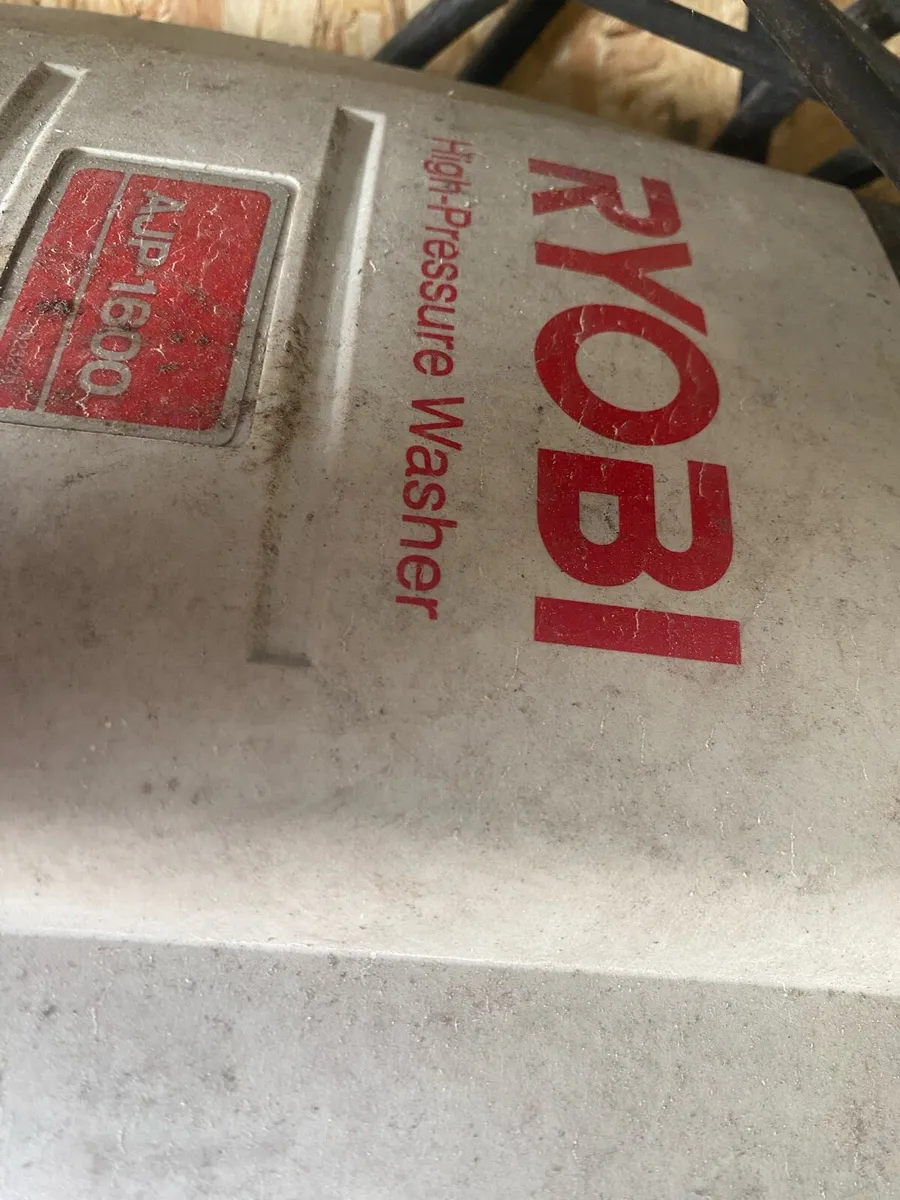 RYOBI
High-Pressure Washer
AJP-1600